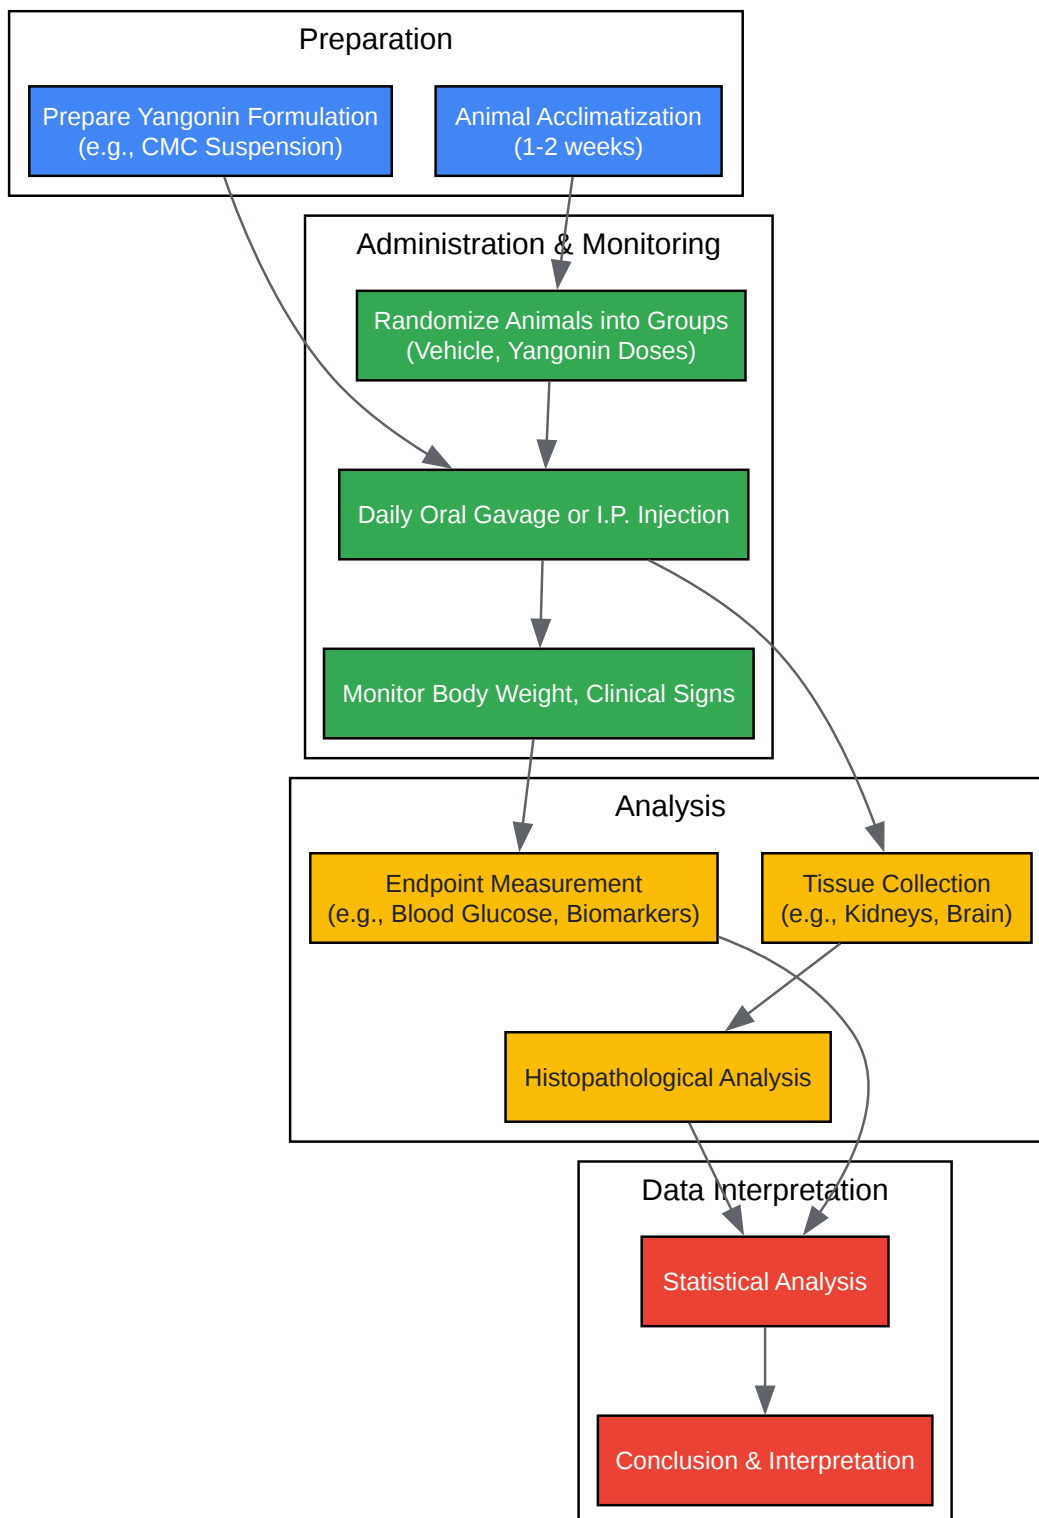 Preparation
Prepare Yangonin Formulation
(e.g., CMC Suspension)
Animal Acclimatization
(1-2 weeks)
Administration & Monitoring
Randomize Animals into Groups
(Vehicle, Yangonin Doses)
Daily Oral Gavage or I.P. Injection
Monitor Body Weight, Clinical Signs
Analysis
Endpoint Measurement
(e.g., Blood Glucose, Biomarkers)
Tissue Collection
(e.g., Kidneys, Brain)
Histopathological Analysis
Data Interpretation
Statistical Analysis
Conclusion & Interpretation